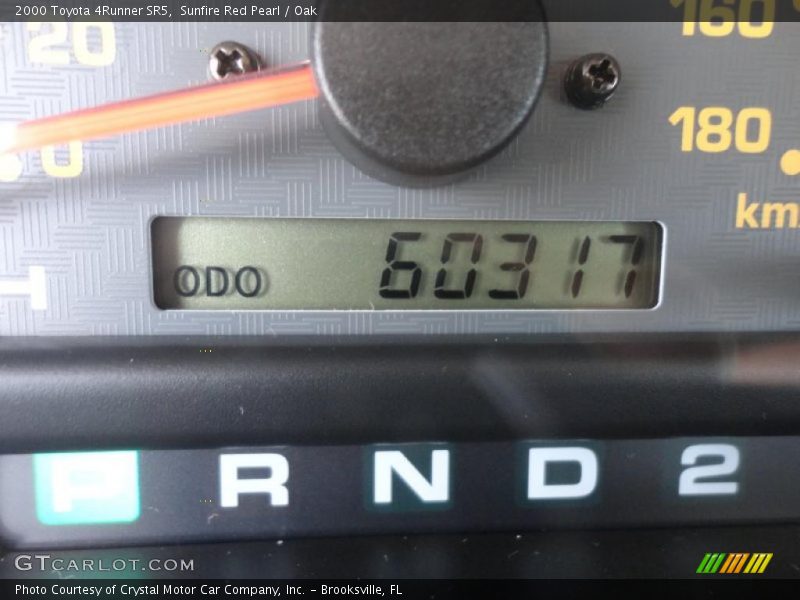 2000 Toyota 4Runner SR5,  Sunfire Red Pearl / Oak
160
20
180
0
km
ODO 60317
P R N D 2
GTCARLOT.COM
Photo Courtesy of Crystal Motor Car Company, Inc. – Brooksville, FL